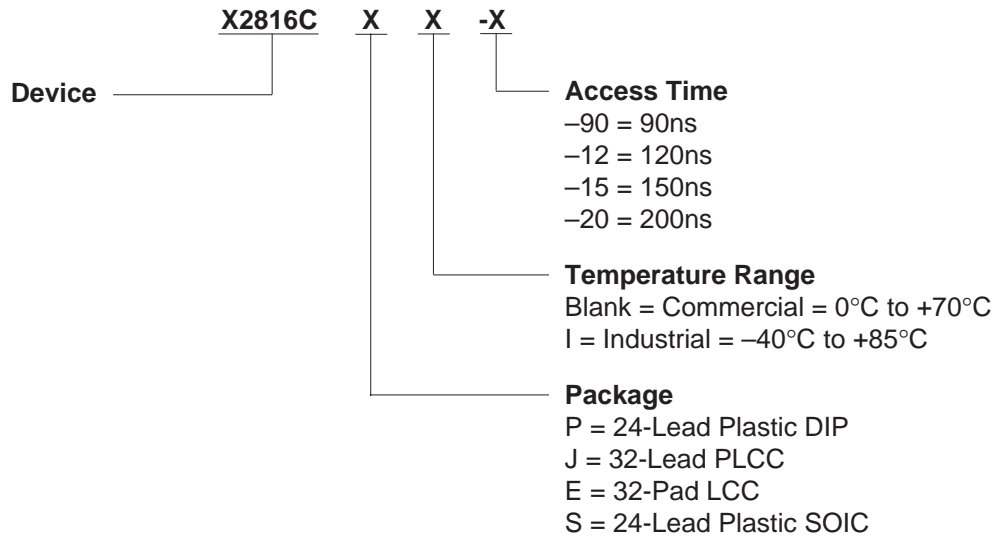 X2816C X X -X
Device
Access Time
–90 = 90ns
–12 = 120ns
–15 = 150ns
–20 = 200ns
Temperature Range
Blank = Commercial = 0°C to +70°C
I = Industrial = –40°C to +85°C
Package
P = 24-Lead Plastic DIP
J = 32-Lead PLCC
E = 32-Pad LCC
S = 24-Lead Plastic SOIC